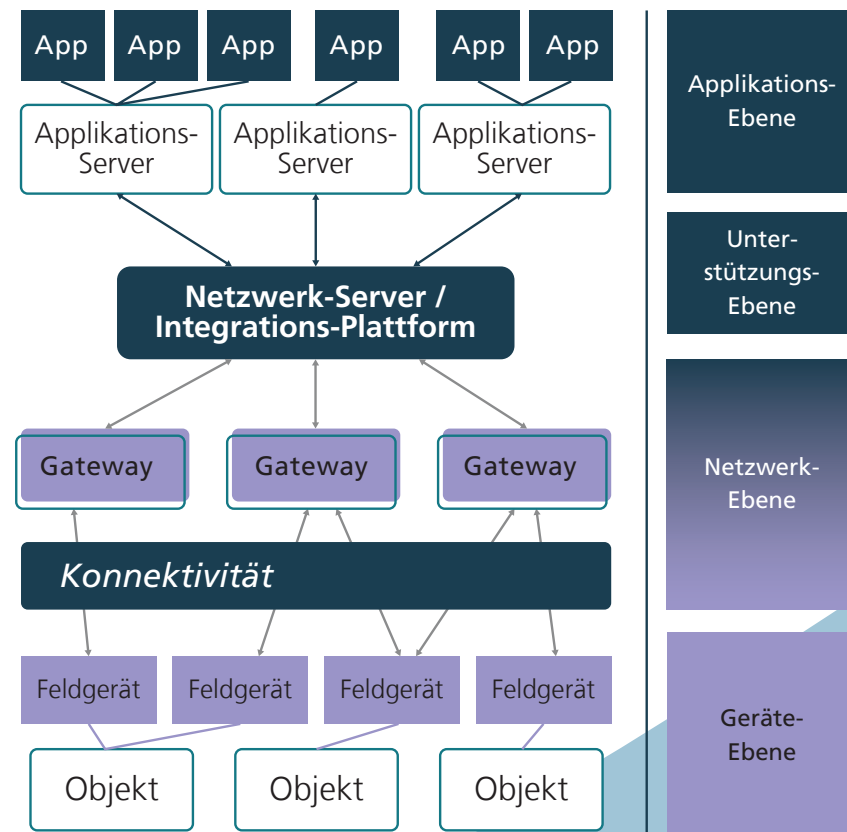 App App App App App App
Applikations-
Server
Applikations-
Server
Applikations-
Server
Netzwerk-Server /
Integrations-Plattform
Gateway Gateway Gateway
Konnektivität
Feldgerät Feldgerät Feldgerät Feldgerät
Objekt Objekt Objekt
Applikations-
Ebene
Unter-
stützungs-
Ebene
Netzwerk-
Ebene
Geräte-
Ebene